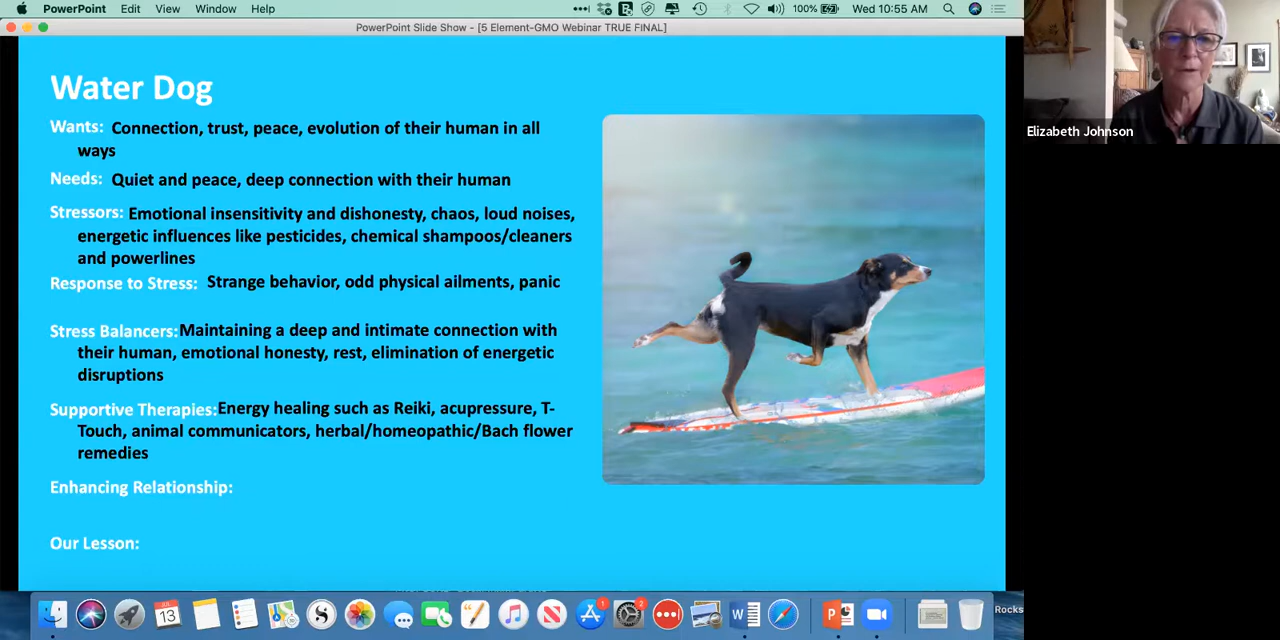 PowerPoint Edit View Window Help 100% Wed 10:55 AM
PowerPoint Slide Show - [5 Element-GMO Webinar TRUE FINAL]
Elizabeth Johnson
Water Dog
Wants: Connection, trust, peace, evolution of their human in all
ways
Needs: Quiet and peace, deep connection with their human
Stressors: Emotional insensitivity and dishonesty, chaos, loud noises,
energetic influences like pesticides, chemical shampoos/cleaners
and powerlines
Response to Stress: Strange behavior, odd physical ailments, panic
Stress Balancers: Maintaining a deep and intimate connection with
their human, emotional honesty, rest, elimination of energetic
disruptions
Supportive Therapies: Energy healing such as Reiki, acupressure, T-
Touch, animal communicators, herbal/homeopathic/Bach flower
remedies
Enhancing Relationship:
Our Lesson:
13
1
2
Rocks